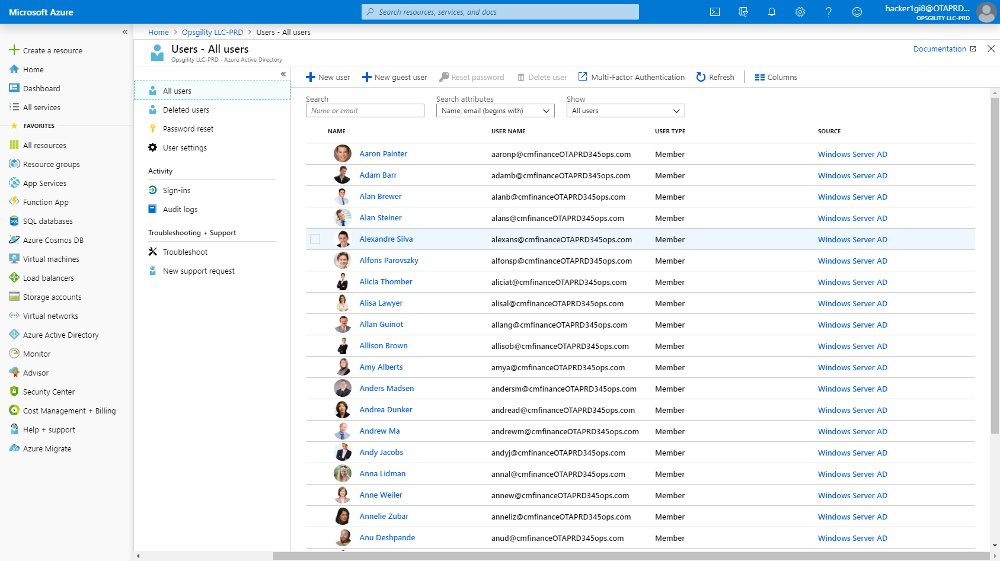 Microsoft Azure
Search resources, services, and docs
hacker1gi8@OTAPRD...
OPSGILITY LLC-PRD
Home > Opsgility LLC-PRD > Users - All users
Users - All users
Opsgility LLC-PRD - Azure Active Directory
Documentation
Create a resource
Home
Dashboard
All services
FAVORITES
All resources
Resource groups
App Services
Function App
SQL databases
Azure Cosmos DB
Virtual machines
Load balancers
Storage accounts
Virtual networks
Azure Active Directory
Monitor
Advisor
Security Center
Cost Management + Billing
Help + support
Azure Migrate
All users
Deleted users
Password reset
User settings
Activity
Sign-ins
Audit logs
Troubleshooting + Support
Troubleshoot
New support request
New user New guest user Reset password Delete user Multi-Factor Authentication Refresh Columns
Search Search attributes Show
Name or email Name, email (begins with) All users
NAME USER NAME USER TYPE SOURCE
Aaron Painter aaronp@cmfinanceOTAPRD345ops.com Member Windows Server AD
Adam Barr adamb@cmfinanceOTAPRD345ops.com Member Windows Server AD
Alan Brewer alanb@cmfinanceOTAPRD345ops.com Member Windows Server AD
Alan Steiner alans@cmfinanceOTAPRD345ops.com Member Windows Server AD
Alexandre Silva alexans@cmfinanceOTAPRD345ops.com Member Windows Server AD
Alfons Parovszky alfonsp@cmfinanceOTAPRD345ops.com Member Windows Server AD
Alicia Thomber aliciat@cmfinanceOTAPRD345ops.com Member Windows Server AD
Alisa Lawyer alisal@cmfinanceOTAPRD345ops.com Member Windows Server AD
Allan Guinot allang@cmfinanceOTAPRD345ops.com Member Windows Server AD
Allison Brown allisob@cmfinanceOTAPRD345ops.com Member Windows Server AD
Amy Alberts amya@cmfinanceOTAPRD345ops.com Member Windows Server AD
Anders Madsen andersm@cmfinanceOTAPRD345ops.com Member Windows Server AD
Andrea Dunker andread@cmfinanceOTAPRD345ops.com Member Windows Server AD
Andrew Ma andrewm@cmfinanceOTAPRD345ops.com Member Windows Server AD
Andy Jacobs andyj@cmfinanceOTAPRD345ops.com Member Windows Server AD
Anna Lidman annal@cmfinanceOTAPRD345ops.com Member Windows Server AD
Anne Weiler annew@cmfinanceOTAPRD345ops.com Member Windows Server AD
Annelie Zubar anneliz@cmfinanceOTAPRD345ops.com Member Windows Server AD
Anu Deshpande anud@cmfinanceOTAPRD345ops.com Member Windows Server AD